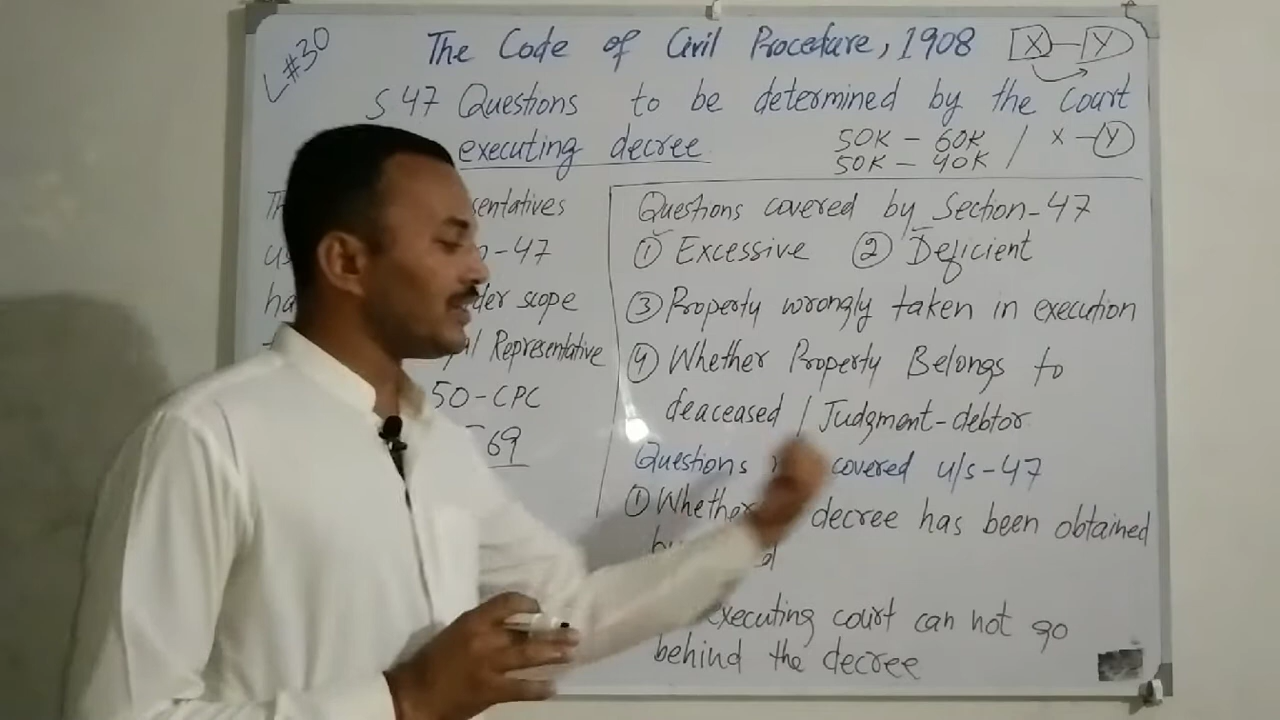 L#30
The Code of Civil Procedure, 1908
X Y
S 47 Questions to be determined by the Court
executing decree
50K - 60K / X - Y
50K - 40K
sentatives
-47
der scope
Representative
50-CPC
69
Questions covered by Section-47
① Excessive ② Deficient
③ Property wrongly taken in execution
④ Whether Property Belongs to
deaceased / Judgment-debtor
Questions covered u/s-47
① Whether decree has been obtained
executing court can not go
behind the decree